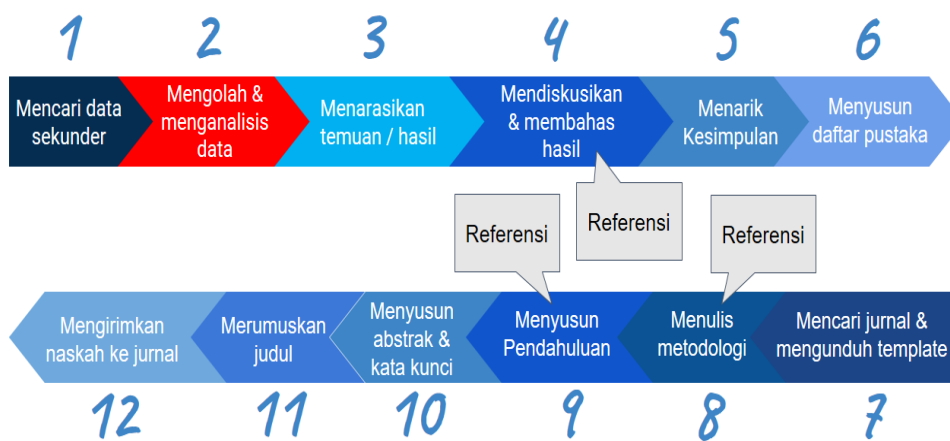 1 2 3 4 5 6
Mencari data
sekunder
Mengolah &
menganalisis
data
Menarasikan
temuan / hasil
Mendiskusikan
& membahas
hasil
Menarik
Kesimpulan
Menyusun
daftar pustaka
Referensi
Referensi
Referensi
Mengirimkan
naskah ke jurnal
Merumuskan
judul
Menyusun
abstrak &
kata kunci
Menyusun
Pendahuluan
Menulis
metodologi
Mencari jurnal &
mengunduh template
12 11 10 9 8 7